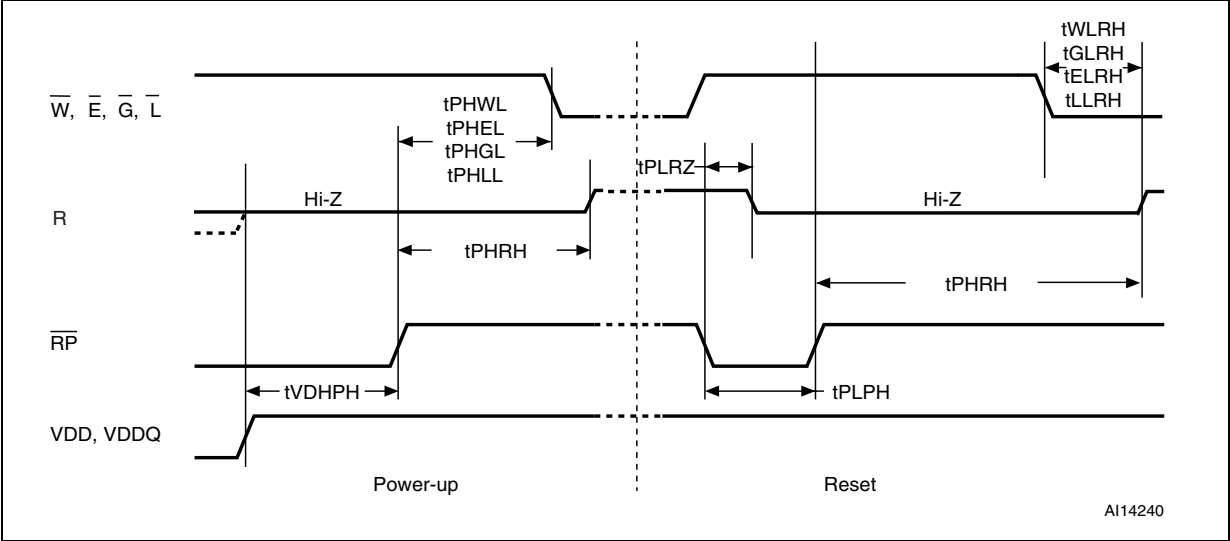 tWLRH
tGLRH
tELRH
tLLRH
W̅, E̅, G̅, L̅
tPHWL
tPHEL
tPHGL
tPHLL
tPLRZ
R
Hi-Z
Hi-Z
tPHRH
tPHRH
R̅P̅
tVDHPH
tPLPH
VDD, VDDQ
Power-up
Reset
AI14240